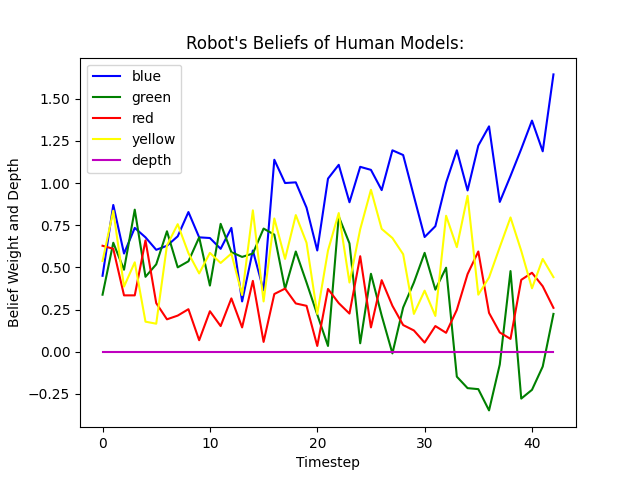 Robot's Beliefs of Human Models:
blue
green
red
yellow
depth
Belief Weight and Depth
1.50
1.25
1.00
0.75
0.50
0.25
0.00
−0.25
0
10
20
30
40
Timestep